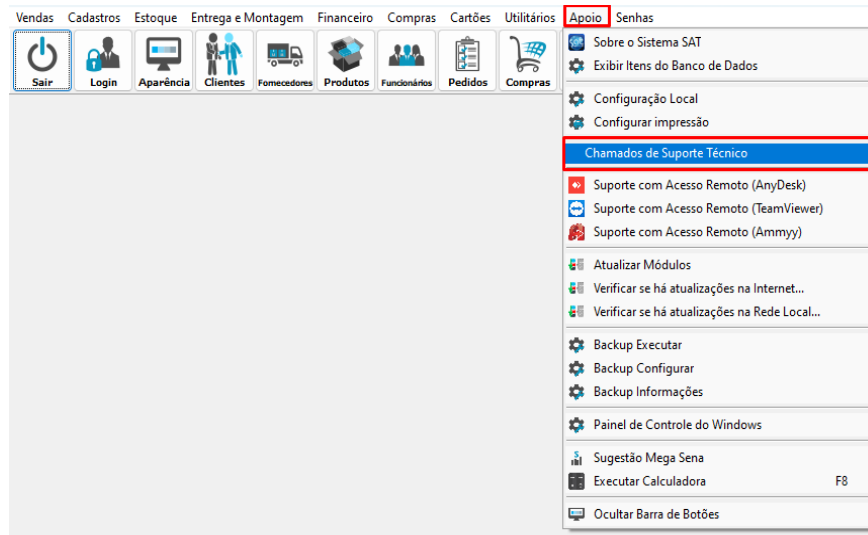 Vendas Cadastros Estoque Entrega e Montagem Financeiro Compras Cartões Utilitários Apoio Senhas
Sair Login Aparência Clientes Fornecedores Produtos Funcionários Pedidos Compras
Sobre o Sistema SAT
Exibir Itens do Banco de Dados
Configuração Local
Configurar impressão
Chamados de Suporte Técnico
Suporte com Acesso Remoto (AnyDesk)
Suporte com Acesso Remoto (TeamViewer)
Suporte com Acesso Remoto (Ammyy)
Atualizar Módulos
Verificar se há atualizações na Internet...
Verificar se há atualizações na Rede Local...
Backup Executar
Backup Configurar
Backup Informações
Painel de Controle do Windows
Sugestão Mega Sena
Executar Calculadora F8
Ocultar Barra de Botões